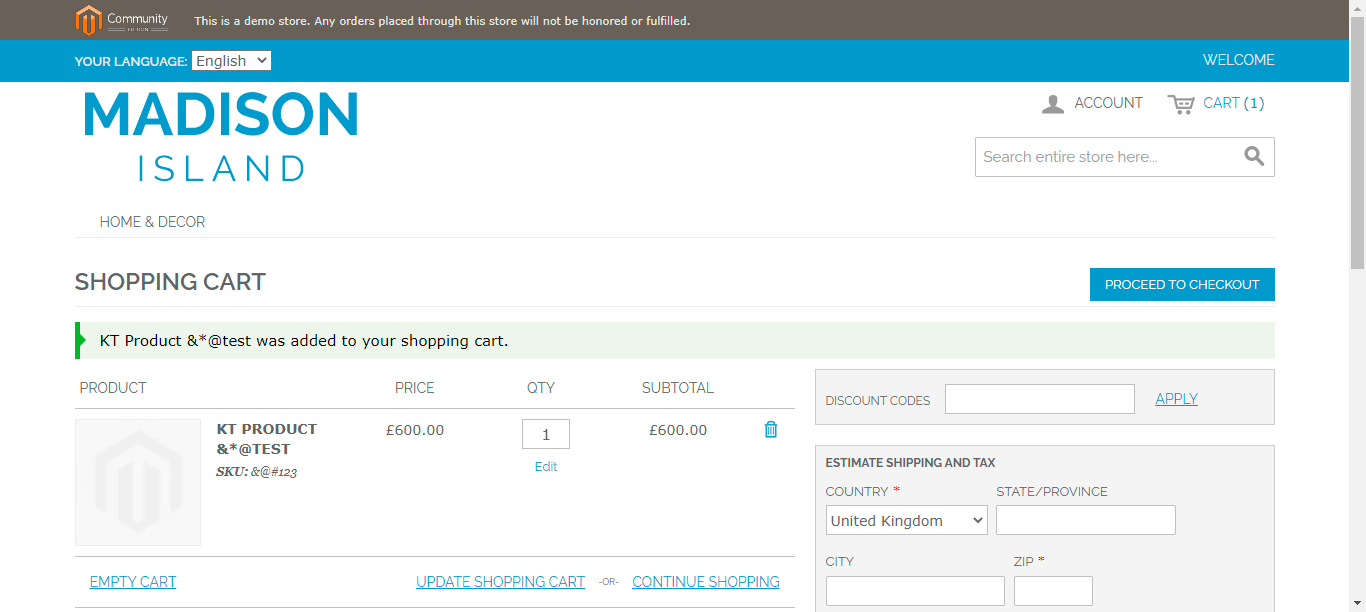 Community
This is a demo store. Any orders placed through this store will not be honored or fulfilled.
YOUR LANGUAGE: English
WELCOME
MADISON
ISLAND
ACCOUNT
CART (1)
Search entire store here...
HOME & DECOR
SHOPPING CART
PROCEED TO CHECKOUT
KT Product &*@test was added to your shopping cart.
PRODUCT PRICE QTY SUBTOTAL
KT PRODUCT £600.00 1 £600.00
&*@TEST
SKU: &@#123
Edit
EMPTY CART UPDATE SHOPPING CART -OR- CONTINUE SHOPPING
DISCOUNT CODES APPLY
ESTIMATE SHIPPING AND TAX
COUNTRY * STATE/PROVINCE
United Kingdom
CITY ZIP *